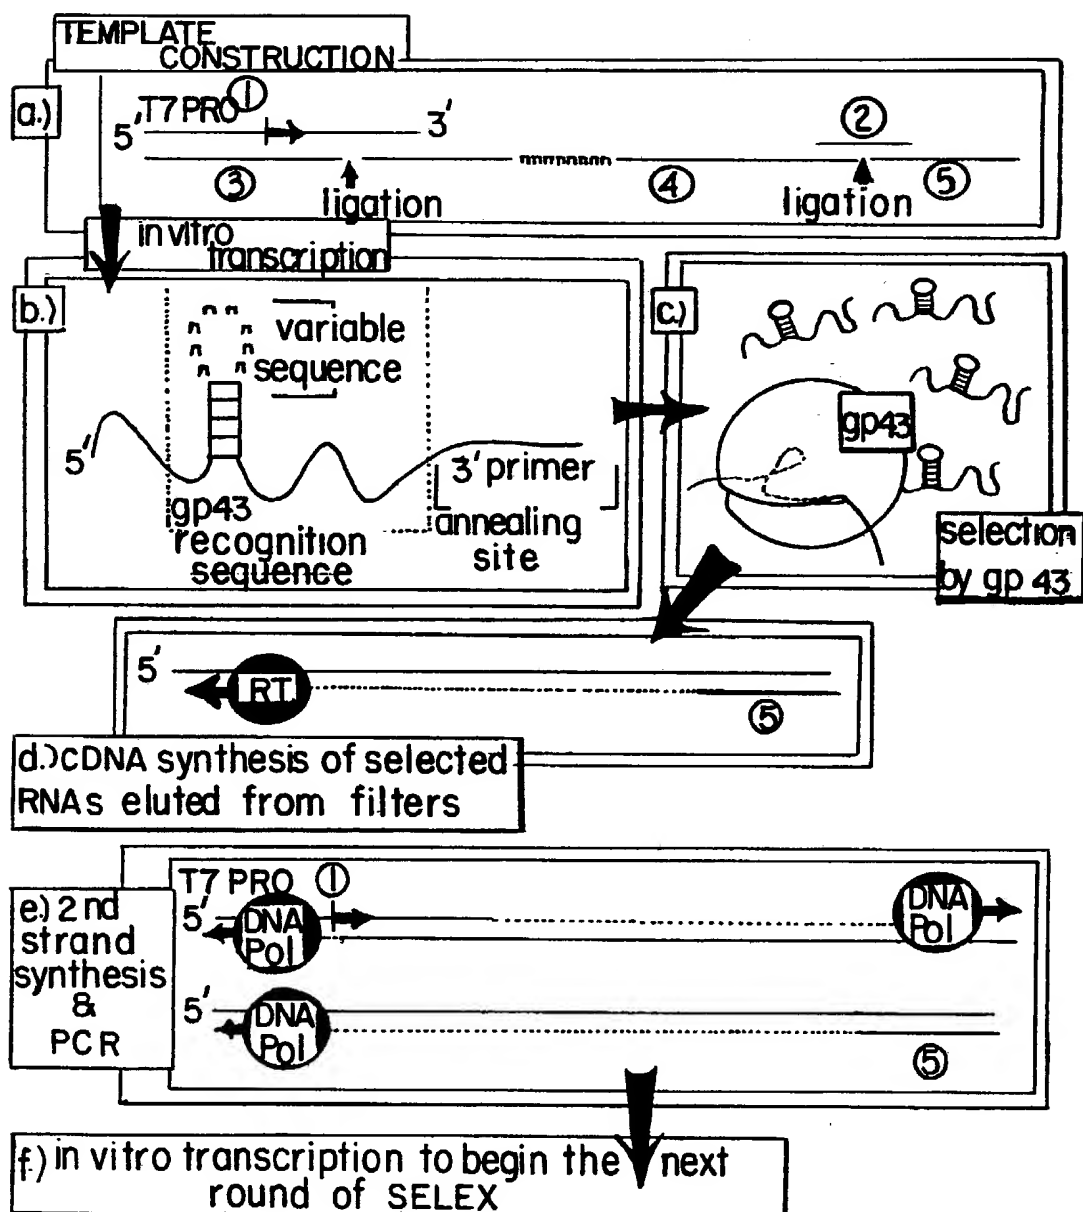 TEMPLATE
CONSTRUCTION
a.)
T7 PRO ①
5' 3'
②
③ ④ ⑤
ligation ligation
in vitro
transcription
b.)
variable
sequence
n n n n n n n n
5'
3' primer
annealing
site
gp43
recognition
sequence
c.)
gp43
selection
by gp 43
5'
RT.
⑤
d.) cDNA synthesis of selected
RNAs eluted from filters
e.) 2nd
strand
synthesis
&
PCR
T7 PRO ①
5'
DNA
Pol
DNA
Pol
5'
DNA
Pol
⑤
f.) in vitro transcription to begin the next
round of SELEX